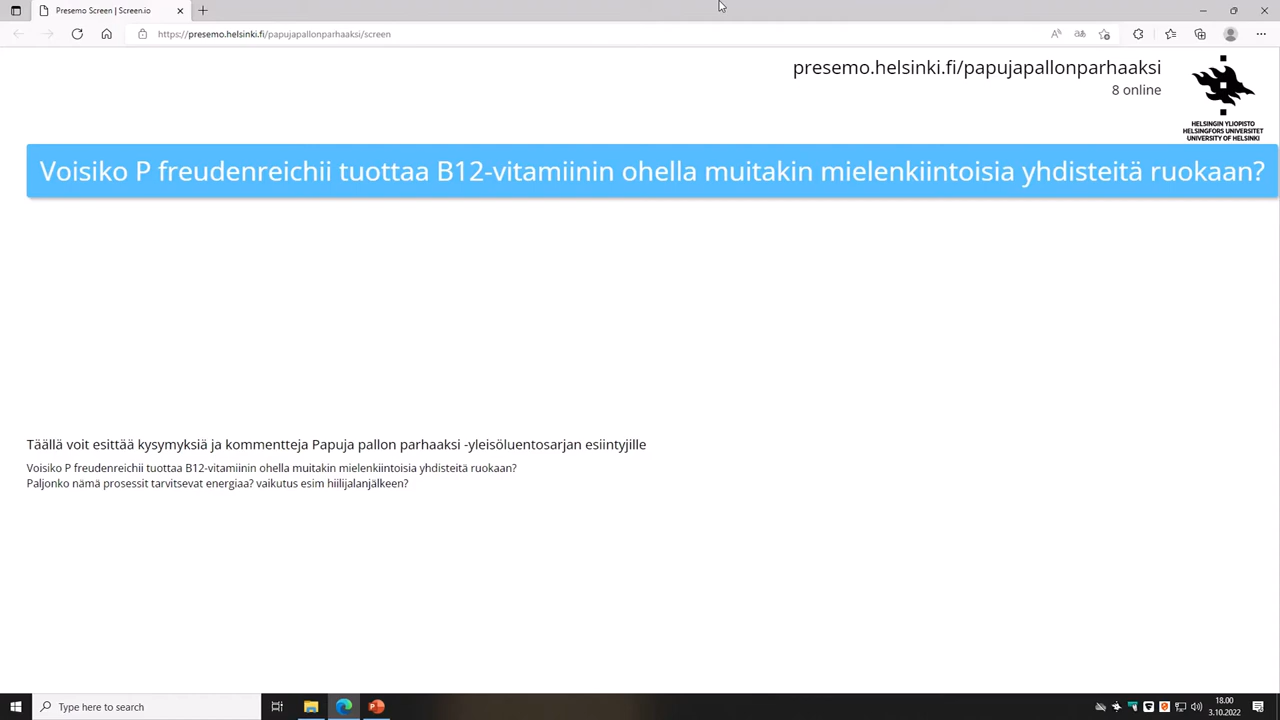 Presemo Screen | Screen.io
https://presemo.helsinki.fi/papujapallonparhaaksi/screen
presemo.helsinki.fi/papujapallonparhaaksi
8 online
HELSINGIN YLIOPISTO
HELSINGFORS UNIVERSITET
UNIVERSITY OF HELSINKI
Voisiko P freudenreichii tuottaa B12-vitamiinin ohella muitakin mielenkiintoisia yhdisteitä ruokaan?
Täällä voit esittää kysymyksiä ja kommentteja Papuja pallon parhaaksi -yleisöluentosarjan esiintyjille
Voisiko P freudenreichii tuottaa B12-vitamiinin ohella muitakin mielenkiintoisia yhdisteitä ruokaan?
Paljonko nämä prosessit tarvitsevat energiaa? vaikutus esim hiilijalanjälkeen?
Type here to search
18.00
3.10.2022